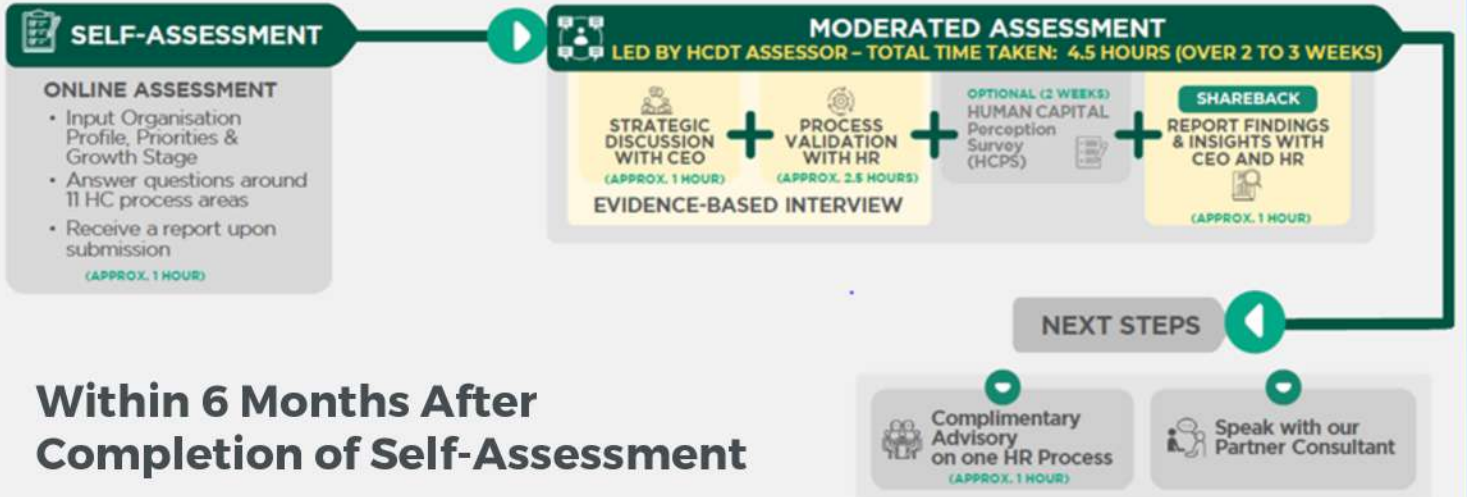 SELF-ASSESSMENT
ONLINE ASSESSMENT
• Input Organisation
Profile, Priorities &
Growth Stage
• Answer questions around
11 HC process areas
• Receive a report upon
submission
(APPROX. 1 HOUR)
MODERATED ASSESSMENT
LED BY HCDT ASSESSOR – TOTAL TIME TAKEN: 4.5 HOURS (OVER 2 TO 3 WEEKS)
STRATEGIC
DISCUSSION
WITH CEO
(APPROX. 1 HOUR)
+
PROCESS
VALIDATION
WITH HR
(APPROX. 2.5 HOURS)
EVIDENCE-BASED INTERVIEW
+
OPTIONAL (2 WEEKS)
HUMAN CAPITAL
Perception
Survey
(HCPS)
+
SHAREBACK
REPORT FINDINGS
& INSIGHTS WITH
CEO AND HR
(APPROX. 1 HOUR)
NEXT STEPS
Complimentary
Advisory
on one HR Process
(APPROX. 1 HOUR)
Speak with our
Partner Consultant
Within 6 Months After
Completion of Self-Assessment